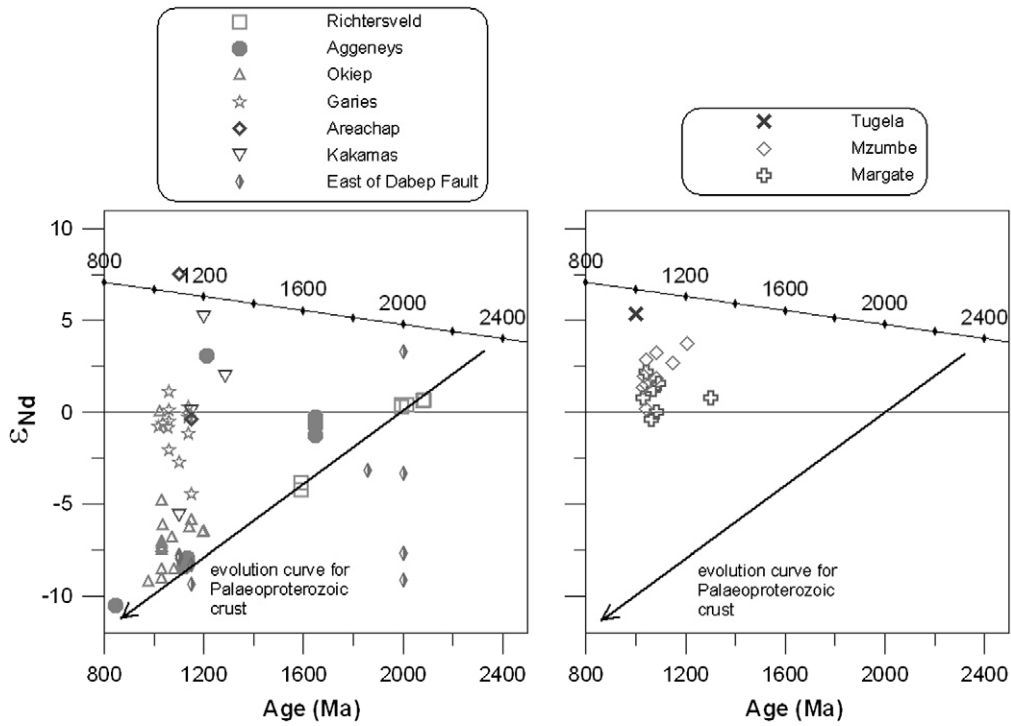 Richtersveld
Aggeneys
Okiep
Garies
Areachap
Kakamas
East of Dabep Fault
Tugela
Mzumbe
Margate
10
5
0
-5
-10
εNd
800
1200
1600
2000
2400
evolution curve for
Palaeoproterozoic
crust
800
1200
1600
2000
2400
Age (Ma)
800
1200
1600
2000
2400
evolution curve for
Palaeoproterozoic
crust
800
1200
1600
2000
2400
Age (Ma)